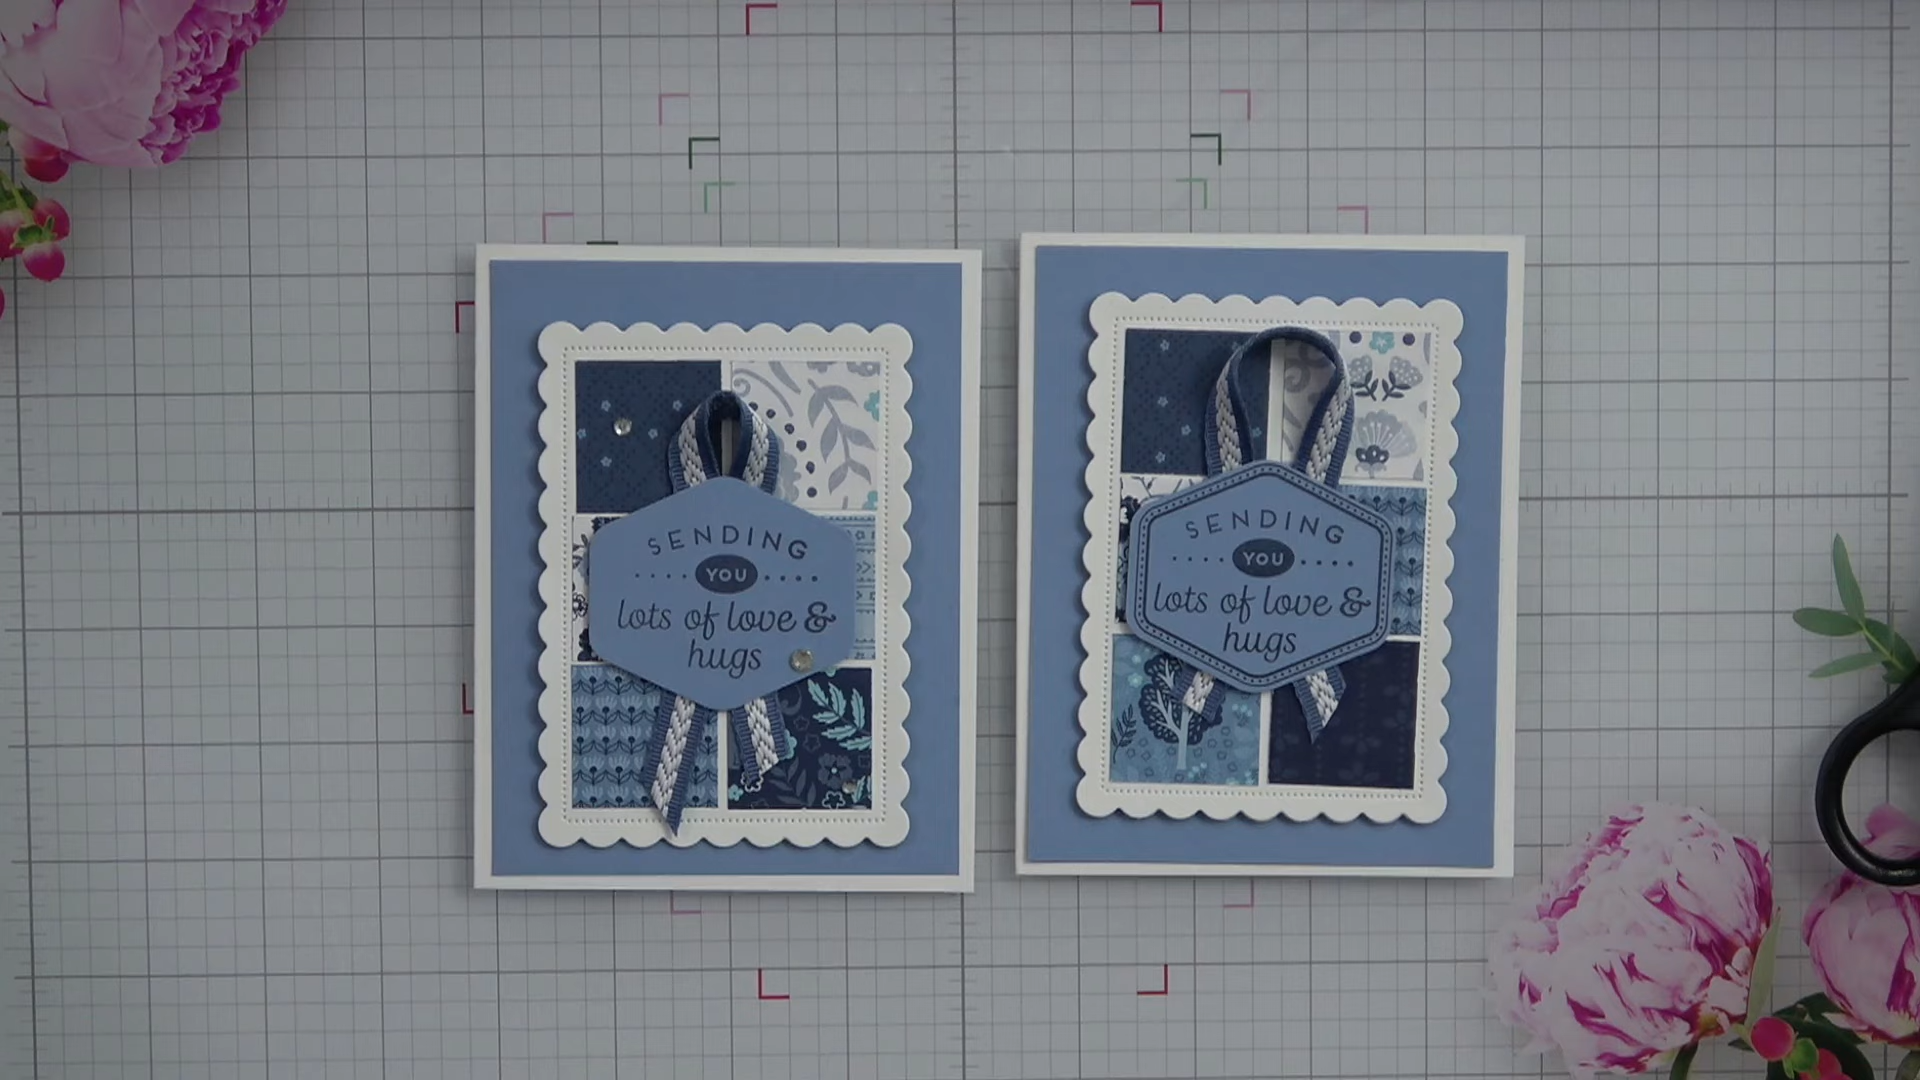 SENDING
YOU
lots of love &
hugs
SENDING
YOU
lots of love &
hugs